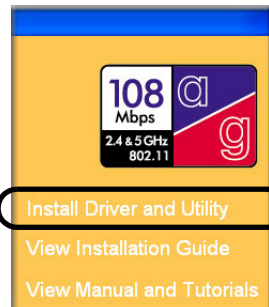 108
Mbps
2.4 & 5 GHz
802.11
a
g
Install Driver and Utility
View Installation Guide
View Manual and Tutorials